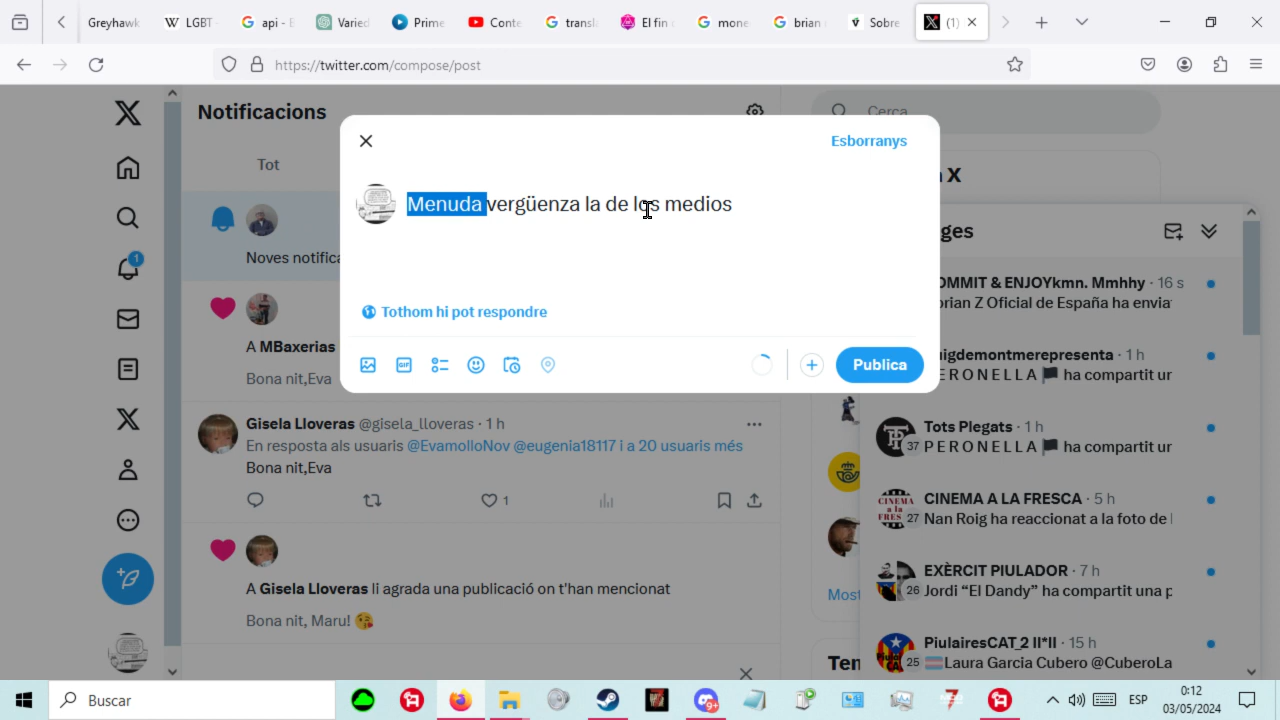 Greyhawk
LGBT
api - E
Varied
Prime
Conte
transl
El fin
mone
brian
Sobre
(1)
https://twitter.com/compose/post
Notificacions
Cerca
X
Esborranys
Tot
Menuda vergüenza la de los medios
ges
Noves notifica
Tothom hi pot respondre
OMMIT & ENJOYkmn. Mmhhy · 16 s
rian Z Oficial de España ha envia
A MBaxerias
Bona nit,Eva
GIF
Publica
igdemontmerepresenta · 1 h
E R O N E L L A 🏴 ha compartit ur
Gisela Lloveras @gisela_lloveras · 1 h
En resposta als usuaris @EvamolloNov @eugenia18117 i a 20 usuaris més
Bona nit,Eva
1
Tots Plegats · 1 h
37 P E R O N E L L A 🏴 ha compartit ur
CINEMA A LA FRESCA · 5 h
27 Nan Roig ha reaccionat a la foto de l
A Gisela Lloveras li agrada una publicació on t'han mencionat
Bona nit, Maru! 😘
EXÈRCIT PIULADOR · 7 h
26 Jordi “El Dandy” ha compartit una p
Most
PiulairesCAT_2 II*II · 15 h
25 Laura Garcia Cubero @CuberoLa
Ten
Buscar
9+
ESP
0:12
03/05/2024